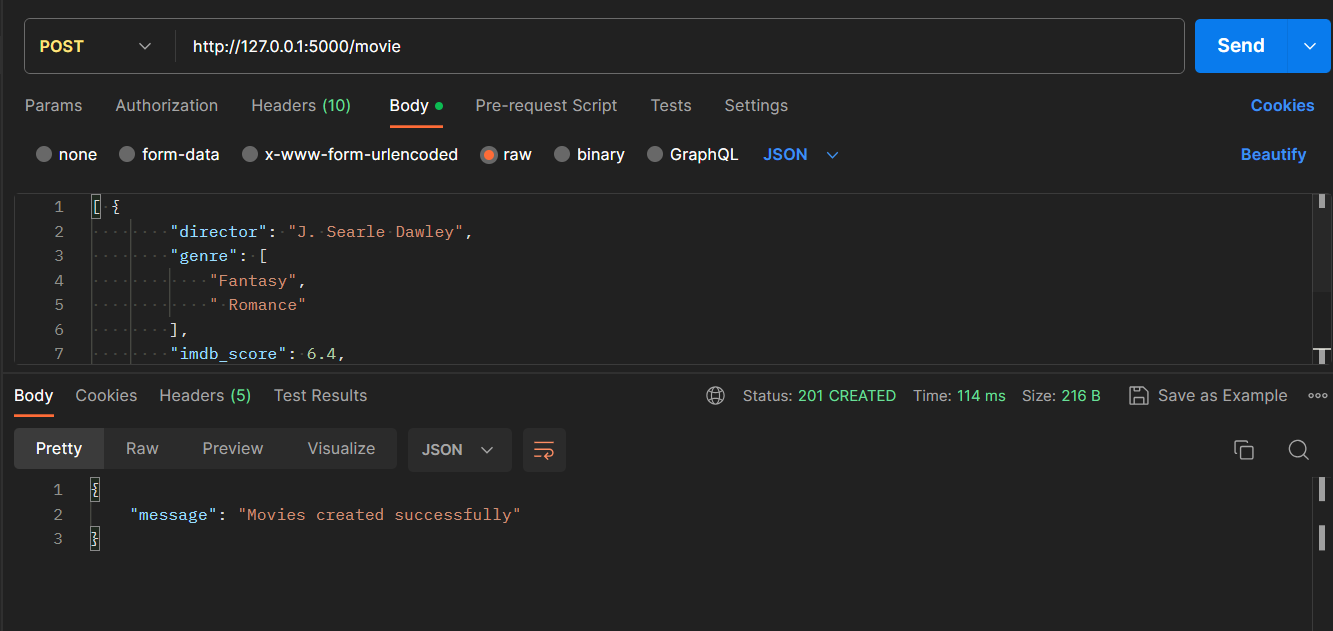 POST http://127.0.0.1:5000/movie Send
Params Authorization Headers (10) Body Pre-request Script Tests Settings Cookies
none form-data x-www-form-urlencoded raw binary GraphQL JSON Beautify
1 [ {
2 "director": "J. Searle Dawley",
3 "genre": [
4 "Fantasy",
5 " Romance"
6 ],
7 "imdb_score": 6.4,
Body Cookies Headers (5) Test Results Status: 201 CREATED Time: 114 ms Size: 216 B Save as Example
Pretty Raw Preview Visualize JSON
1 {
2 "message": "Movies created successfully"
3 }